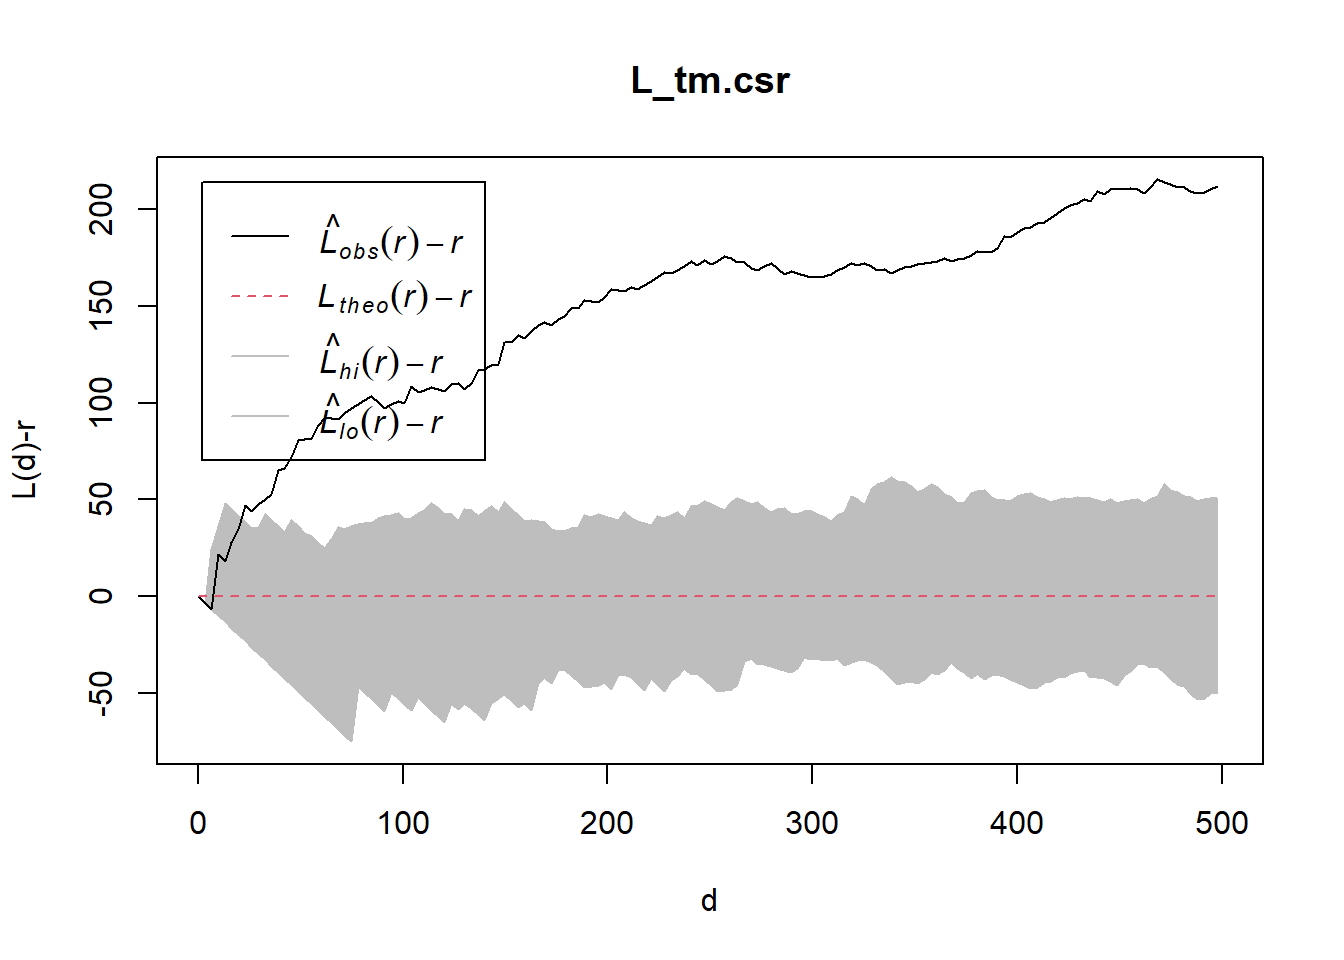 L_tm.csr
L̂obs(r) − r
Ltheo(r) − r
L̂hi(r) − r
L̂lo(r) − r
L(d)-r
200
150
100
50
0
-50
0 100 200 300 400 500
d